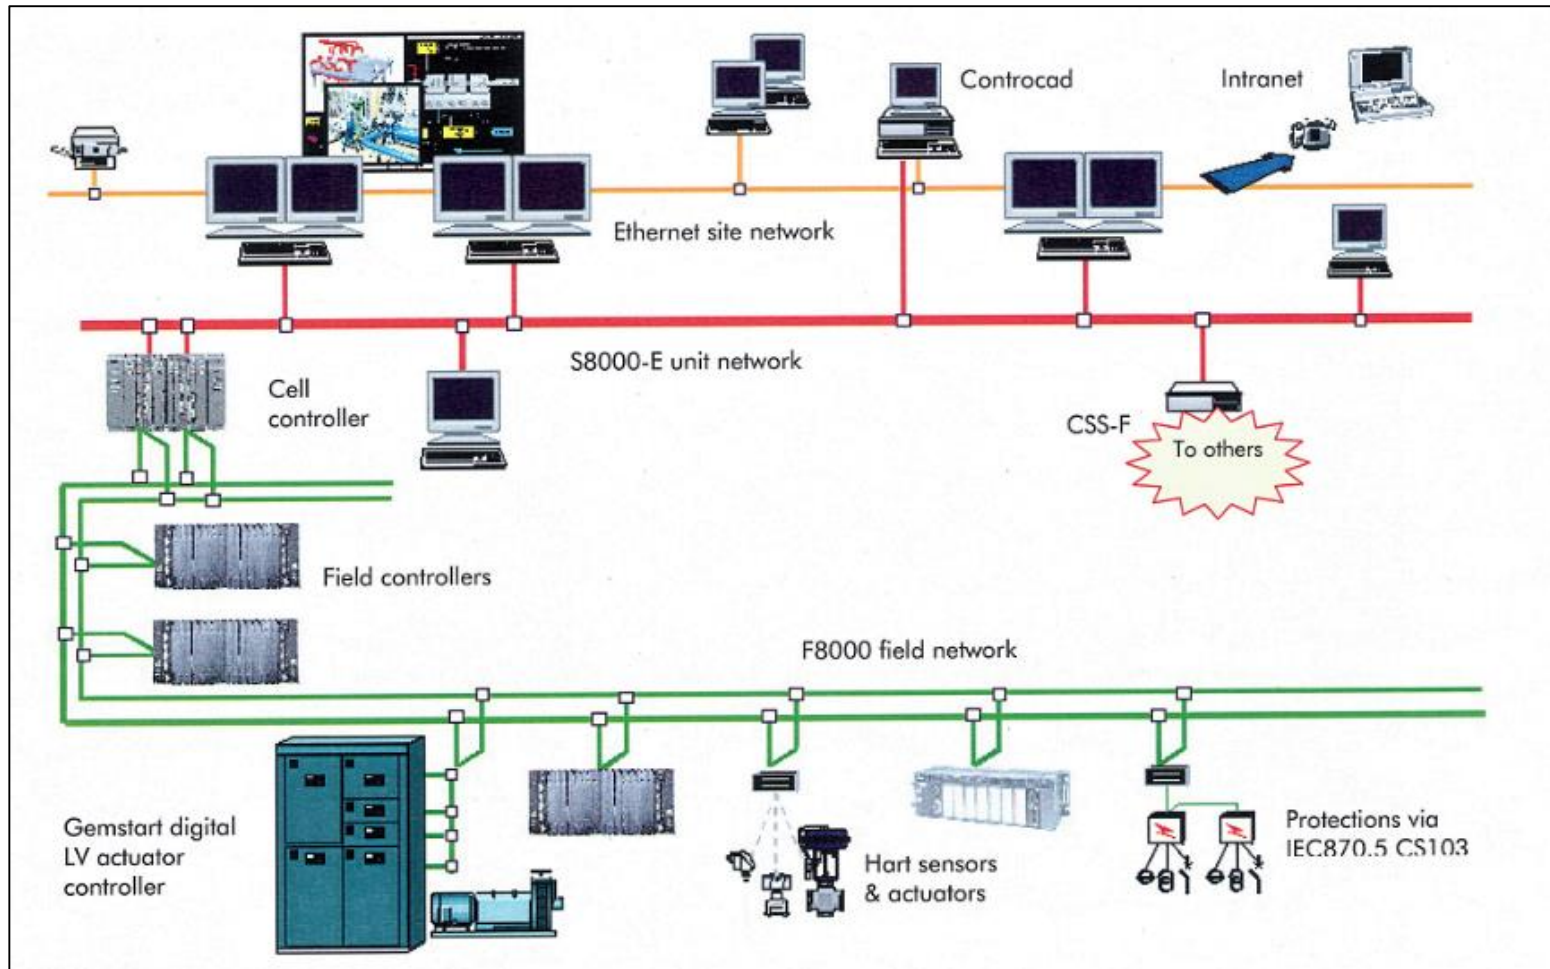 Controcad
Intranet
Ethernet site network
S8000-E unit network
Cell
controller
CSS-F
To others
Field controllers
F8000 field network
Gemstart digital
LV actuator
controller
Hart sensors
& actuators
Protections via
IEC870.5 CS103